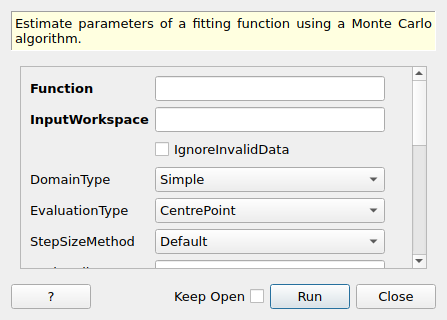 Estimate parameters of a fitting function using a Monte Carlo
algorithm.
Function
InputWorkspace
IgnoreInvalidData
DomainType Simple
EvaluationType CentrePoint
StepSizeMethod Default
? Keep Open Run Close